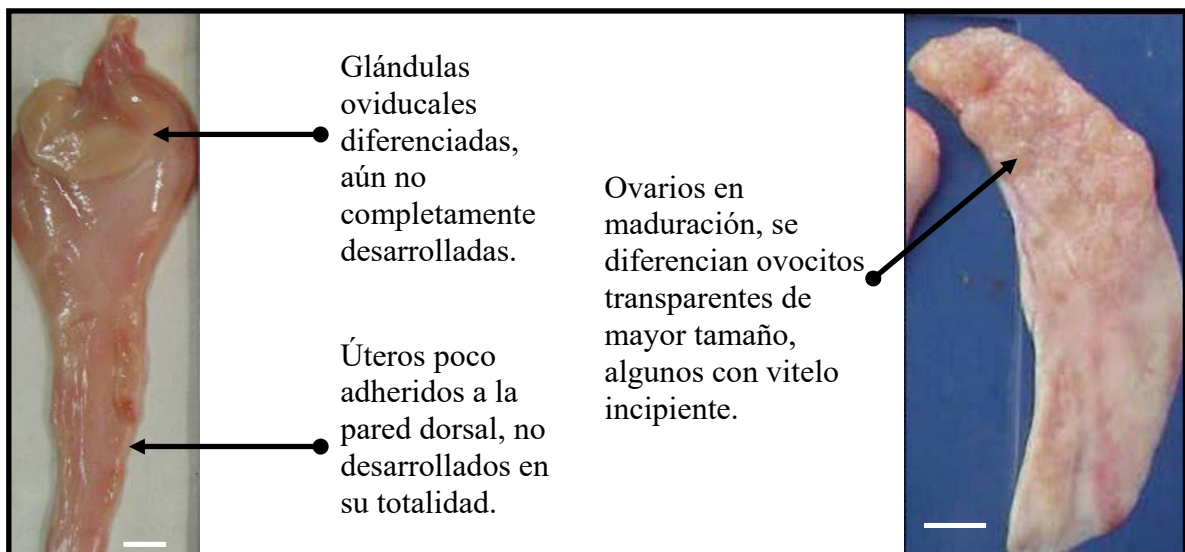 Glándulas
oviducales
diferenciadas,
aún no
completamente
desarrolladas.
Úteros poco
adheridos a la
pared dorsal, no
desarrollados en
su totalidad.
Ovarios en
maduración, se
diferencian ovocitos
transparentes de
mayor tamaño,
algunos con vitelo
incipiente.